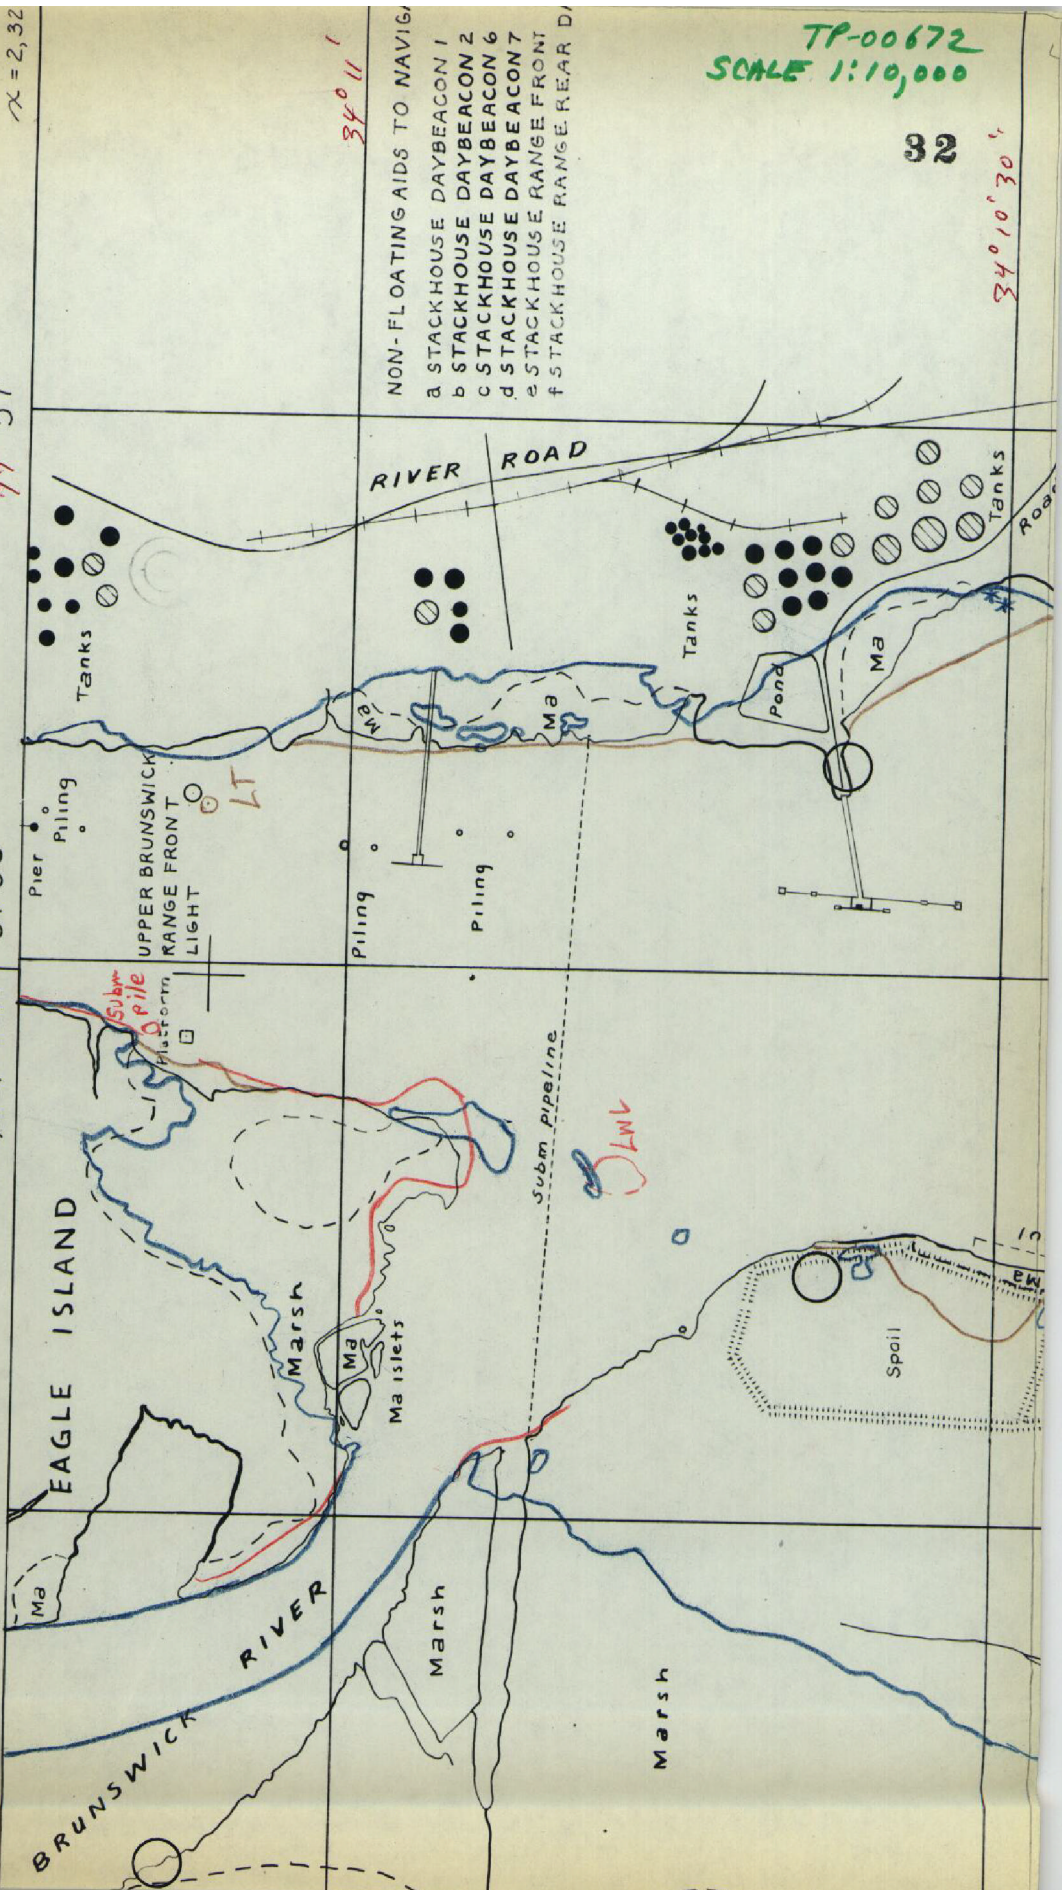 TP-00672
SCALE 1:10,000
32
x = 2,32
34° 11'
34° 10' 30"
NON-FLOATING AIDS TO
a STACKHOUSE DAYBEACON 1
b STACKHOUSE DAYBEACON 2
c STACKHOUSE DAYBEACON 6
d STACKHOUSE DAYBEACON 7
e STACKHOUSE RANGE FRONT
f STACKHOUSE RANGE REAR
RIVER ROAD
Tanks
Tanks
Tanks
ROAD
Ma
Ma
Pond
Ma
Pier
Piling
UPPER BRUNSWICK
RANGE FRONT
LIGHT
LT
Piling
Piling
Subm
pile
Platform
Subm pipeline
LWL
EAGLE ISLAND
Marsh
Ma
Ma Islets
Spoil
Ma
Ma
BRUNSWICK RIVER
Marsh
Marsh